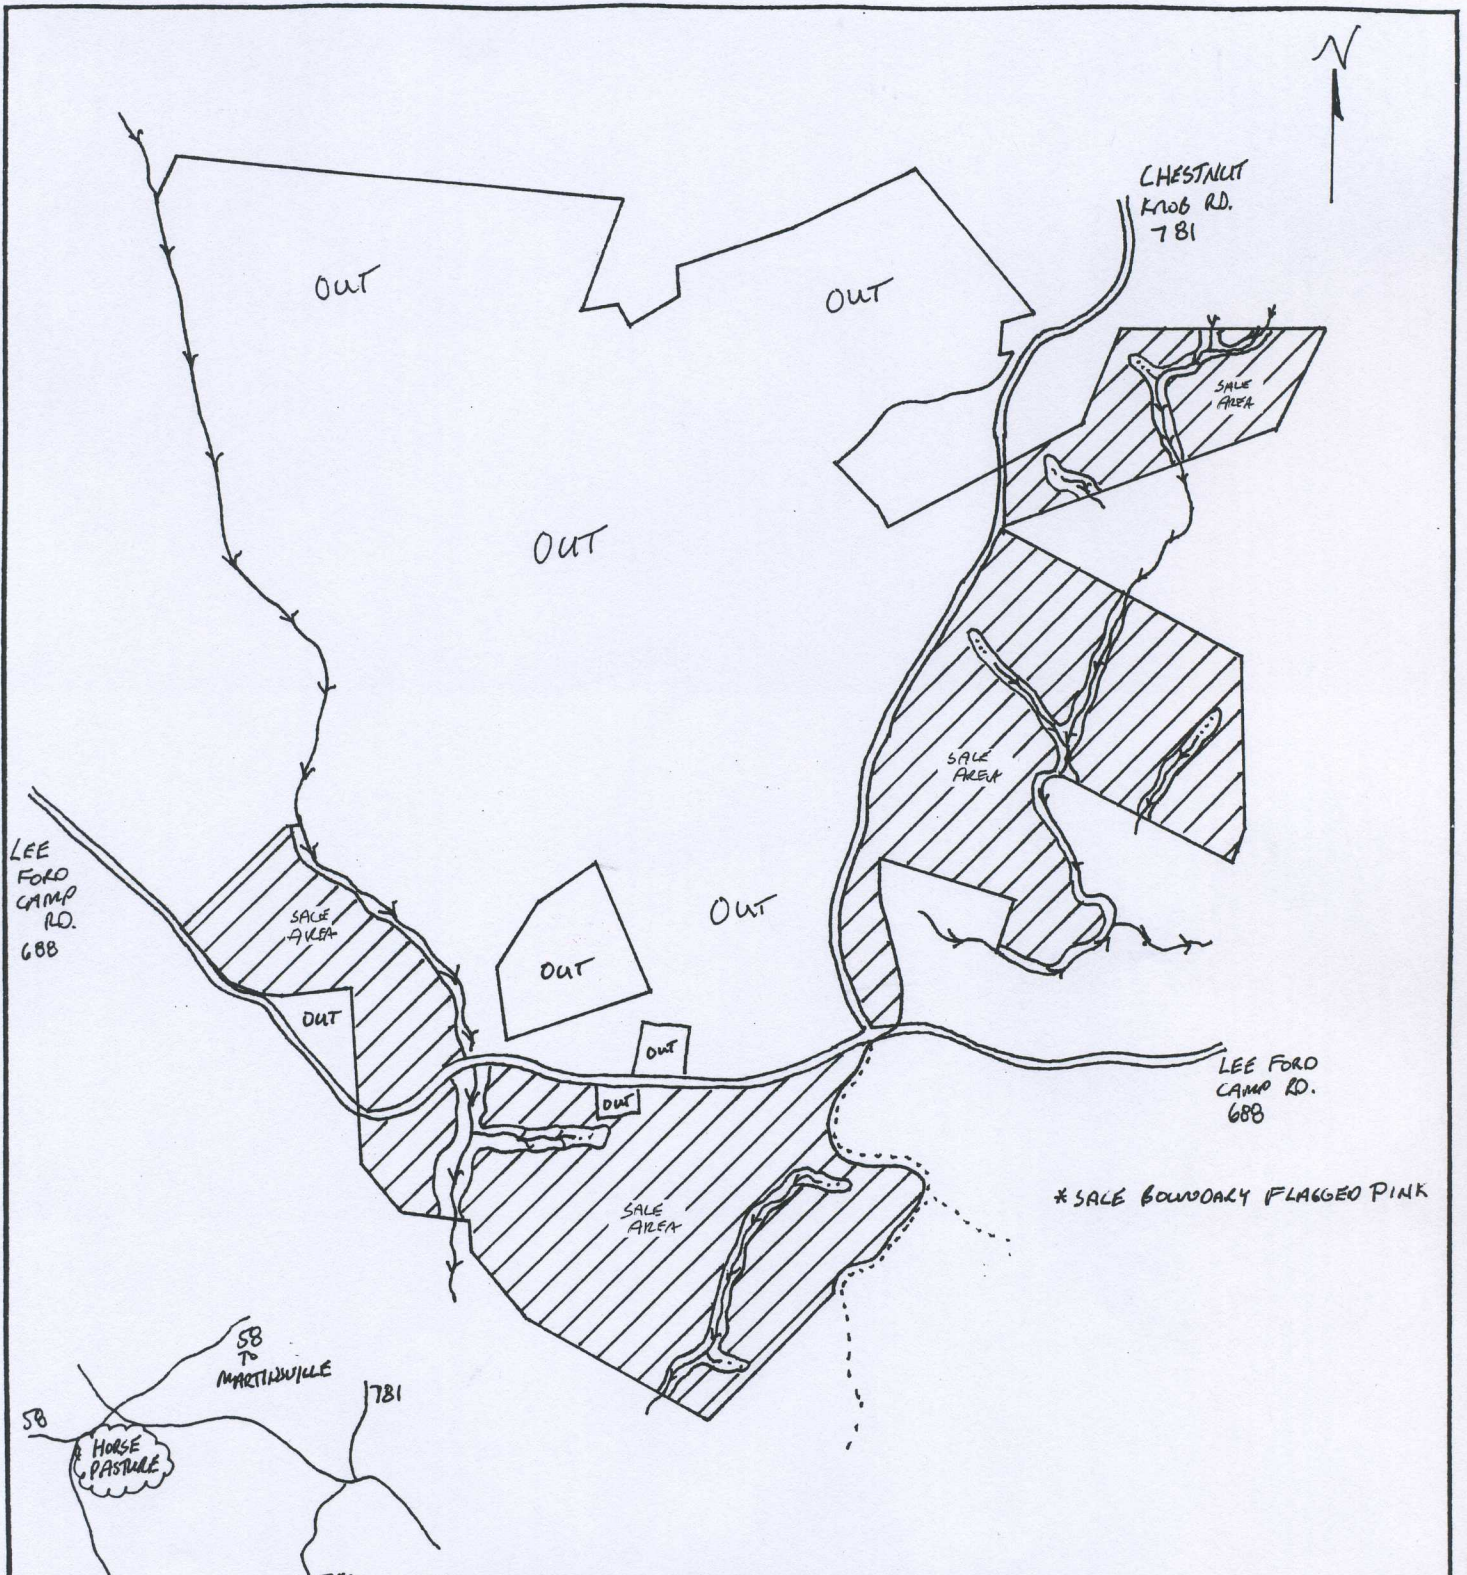 N
CHESTNUT
KNOB RD.
781
OUT
OUT
SALE
AREA
OUT
SALE
AREA
LEE
FORD
CAMP
RD.
688
SALE
AREA
OUT
OUT
OUT
OUT
OUT
LEE FORD
CAMP RD.
688
* SALE BOUNDARY FLAGGED PINK
SALE
AREA
58
TO
MARTINSVILLE
781
58
HORSE
PASTURE